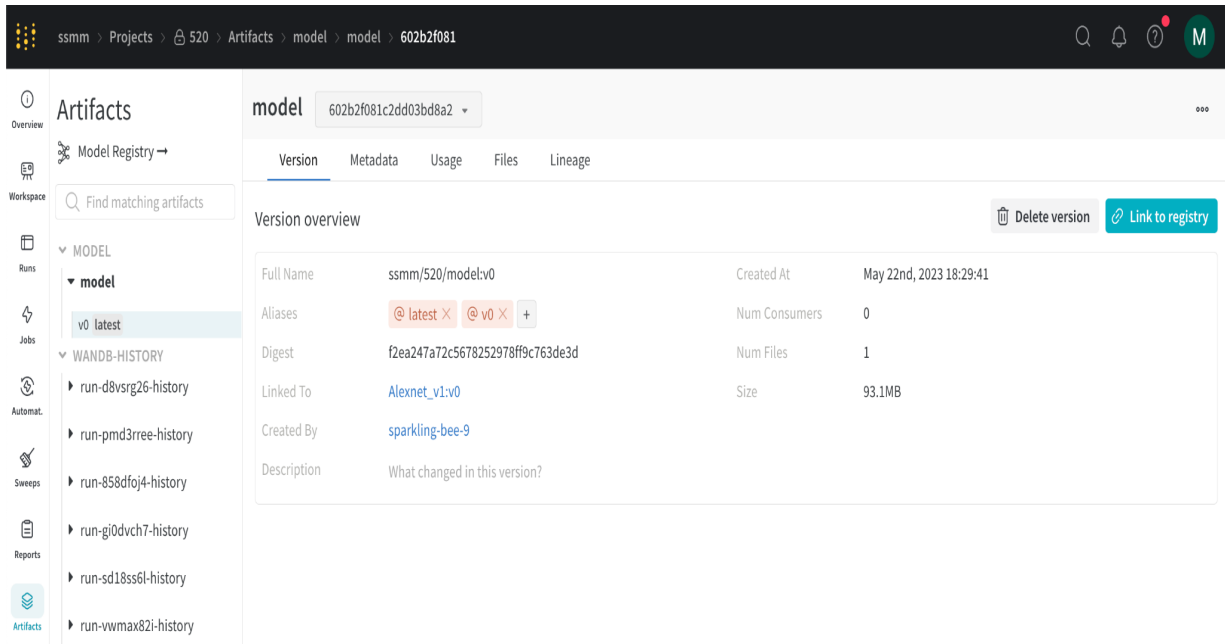 ssmm > Projects > 520 > Artifacts > model > model > 602b2f081
?
M
Overview
Workspace
Runs
Jobs
Automat.
Sweeps
Reports
Artifacts
Artifacts
Model Registry →
Find matching artifacts
MODEL
model
v0 latest
WANDB-HISTORY
run-d8vsrg26-history
run-pmd3rree-history
run-858dfoj4-history
run-gi0dvch7-history
run-sd18ss6l-history
run-vwmax82i-history
model 602b2f081c2dd03bd8a2
Version Metadata Usage Files Lineage
Version overview
Delete version Link to registry
Full Name ssmm/520/model:v0 Created At May 22nd, 2023 18:29:41
Aliases @ latest × @ v0 × + Num Consumers 0
Digest f2ea247a72c5678252978ff9c763de3d Num Files 1
Linked To Alexnet_v1:v0 Size 93.1MB
Created By sparkling-bee-9
Description What changed in this version?